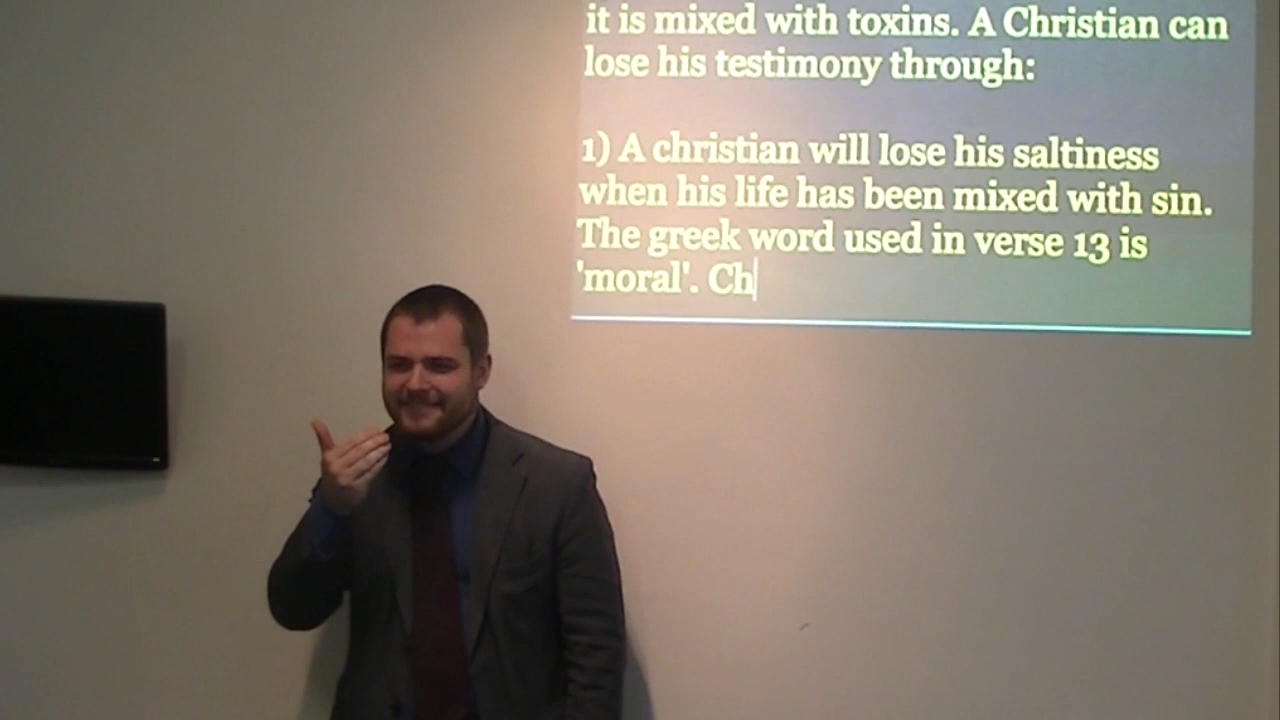 it is mixed with toxins. A Christian can
lose his testimony through:
1) A christian will lose his saltiness
when his life has been mixed with sin.
The greek word used in verse 13 is
'moral'. Ch